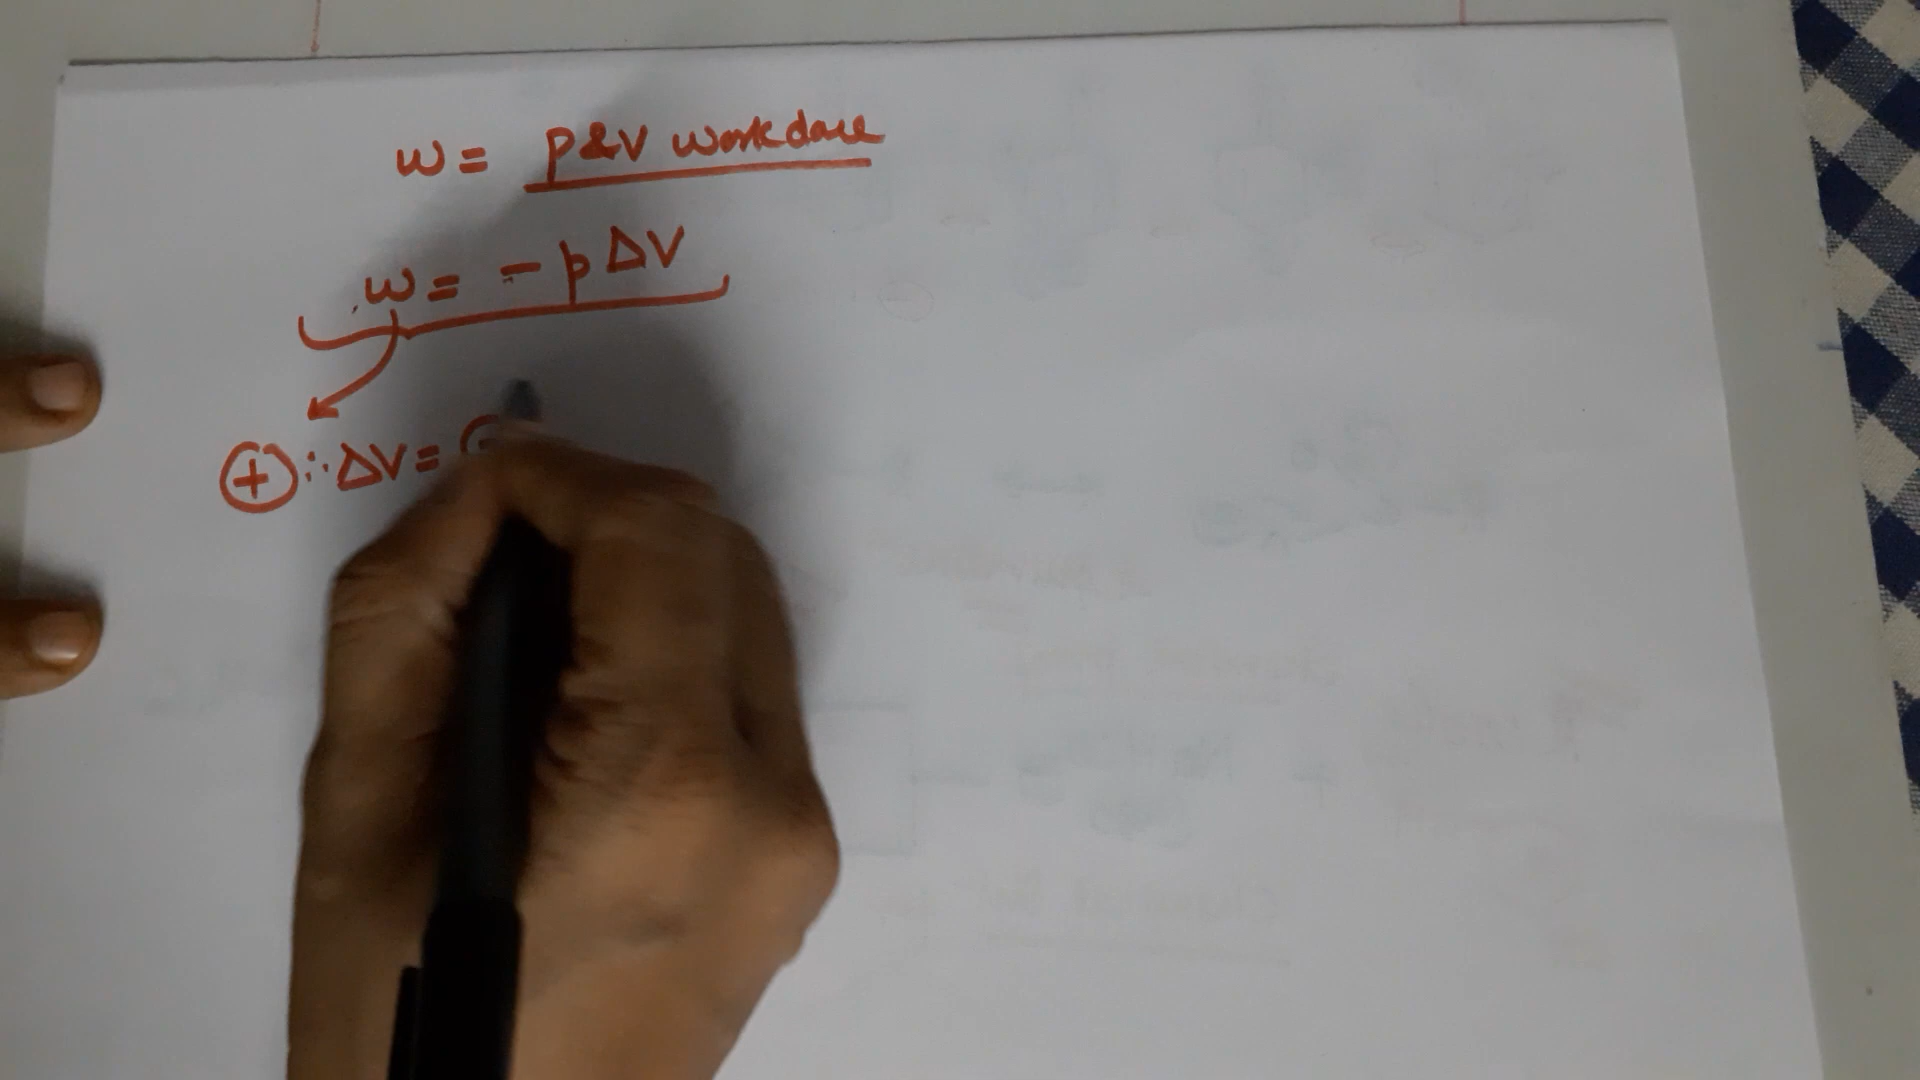 w = p&V workdone
w = - p ΔV
(+) ∴ ΔV =